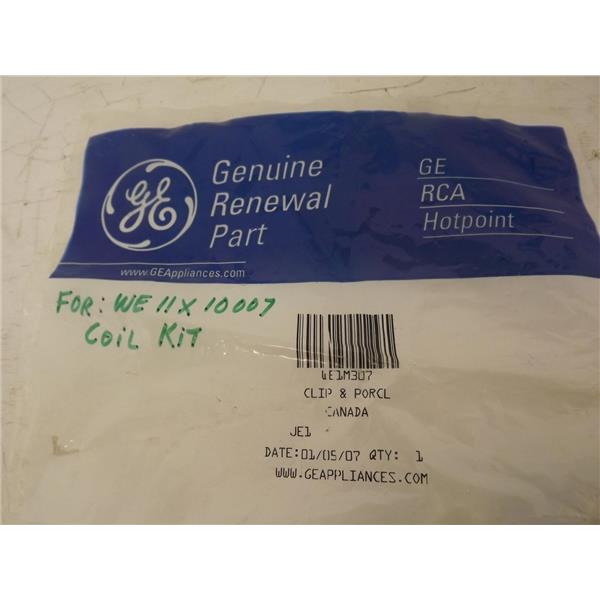 GE
Genuine
Renewal
Part
GE
RCA
Hotpoint
www.GEAppliances.com
FOR: WE 11 X 10007
COIL KIT
WE1M307
CLIP & PORCL
CANADA
JE1
DATE:01/05/07 QTY: 1
WWW.GEAPPLIANCES.COM